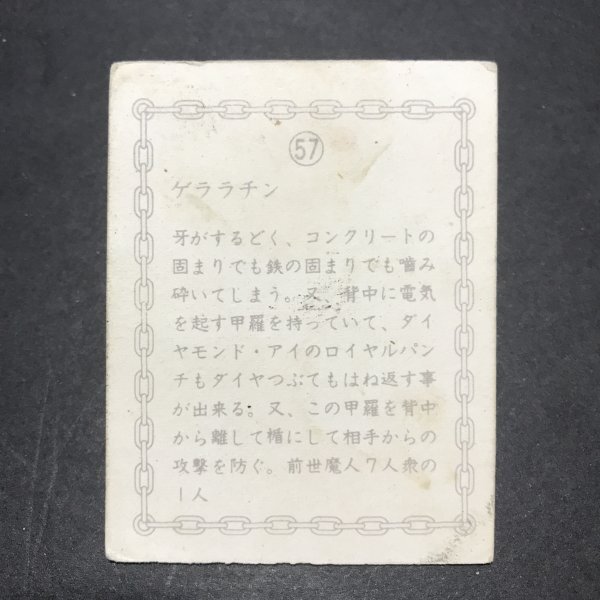 57
ゲララチン
牙がするどく、コンクリートの
固まりでも鉄の固まりでも噛み
砕いてしまう。又、背中に電気
を起す甲羅を持っていて、ダイ
ヤモンド・アイのロイヤルパン
チもダイヤつぶてもはね返す事
が出来る。又、この甲羅を背中
から離して楯にして相手からの
攻撃を防ぐ。前世魔人7人衆の
1人